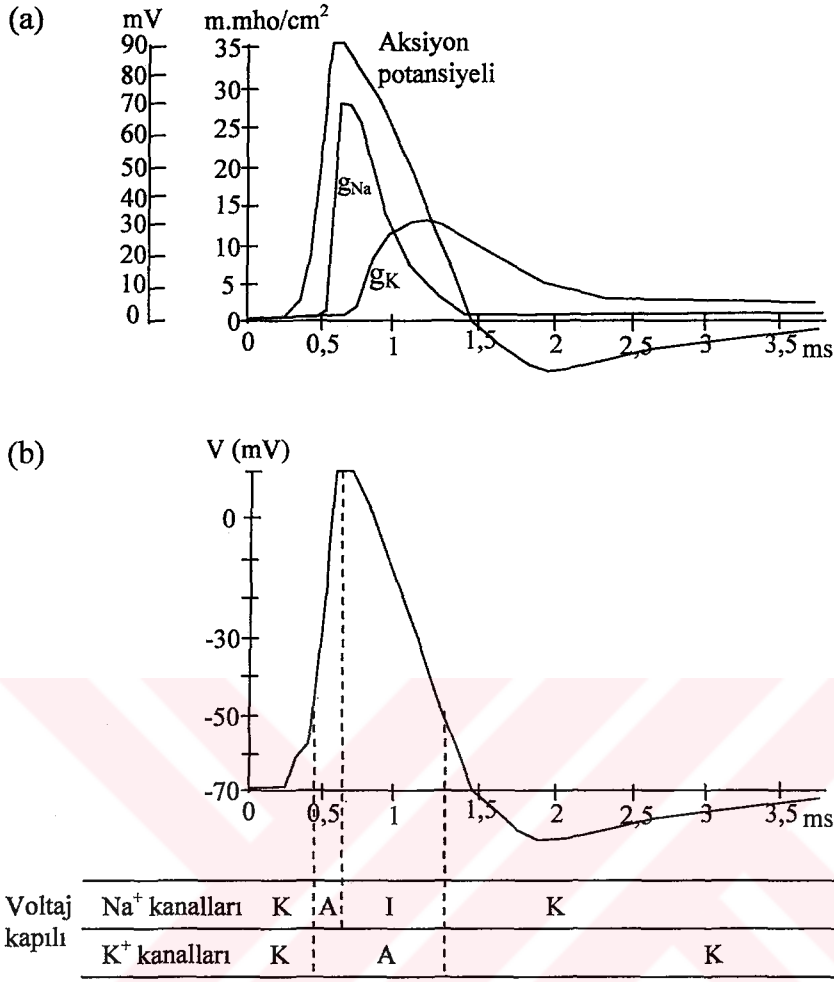 (a)
mV
m.mho/cm²
90
80
70
60
50
40
30
20
10
0
35
30
25
20
15
10
5
0
Aksiyon
potansiyeli
gNa
gK
0 0,5 1 1,5 2 2,5 3 3,5 ms
(b)
V (mV)
0
-30
-50
-70
0 0,5 1 1,5 2 2,5 3 3,5 ms
Voltaj
kapılı
Na⁺ kanalları K A I K
K⁺ kanalları K A K